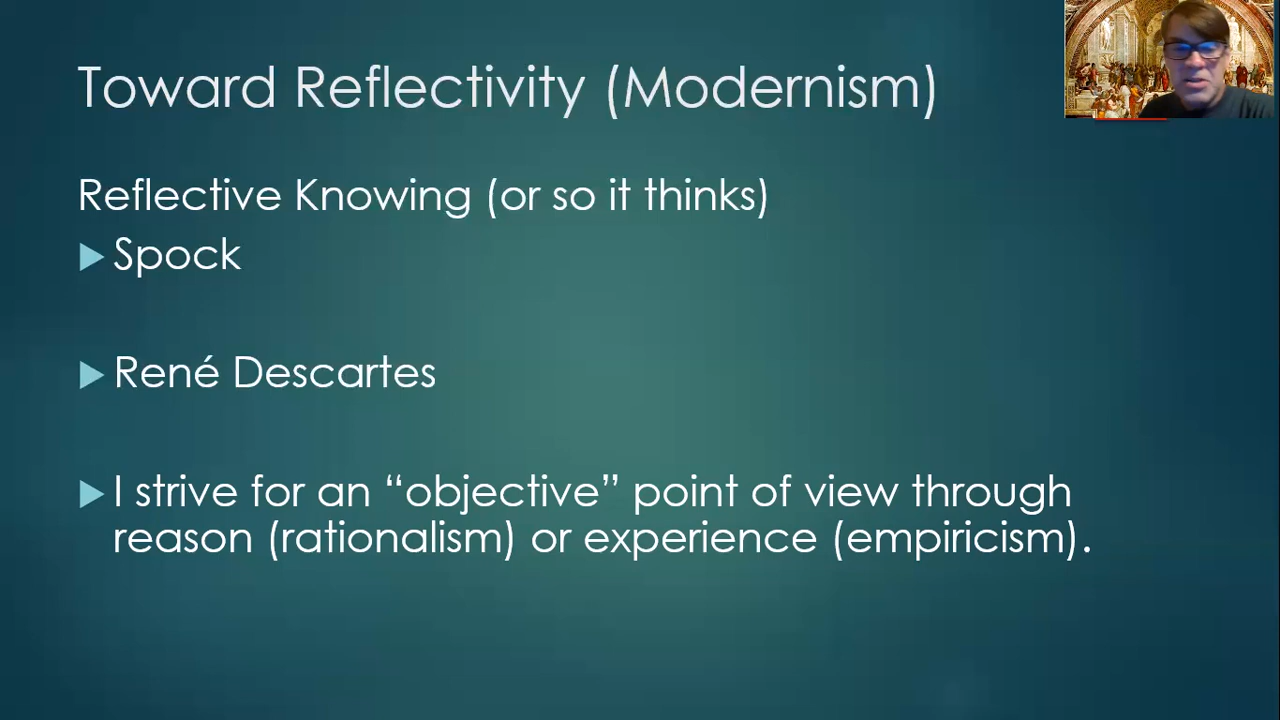 Toward Reflectivity (Modernism)
Reflective Knowing (or so it thinks)
Spock
René Descartes
I strive for an “objective” point of view through
reason (rationalism) or experience (empiricism).